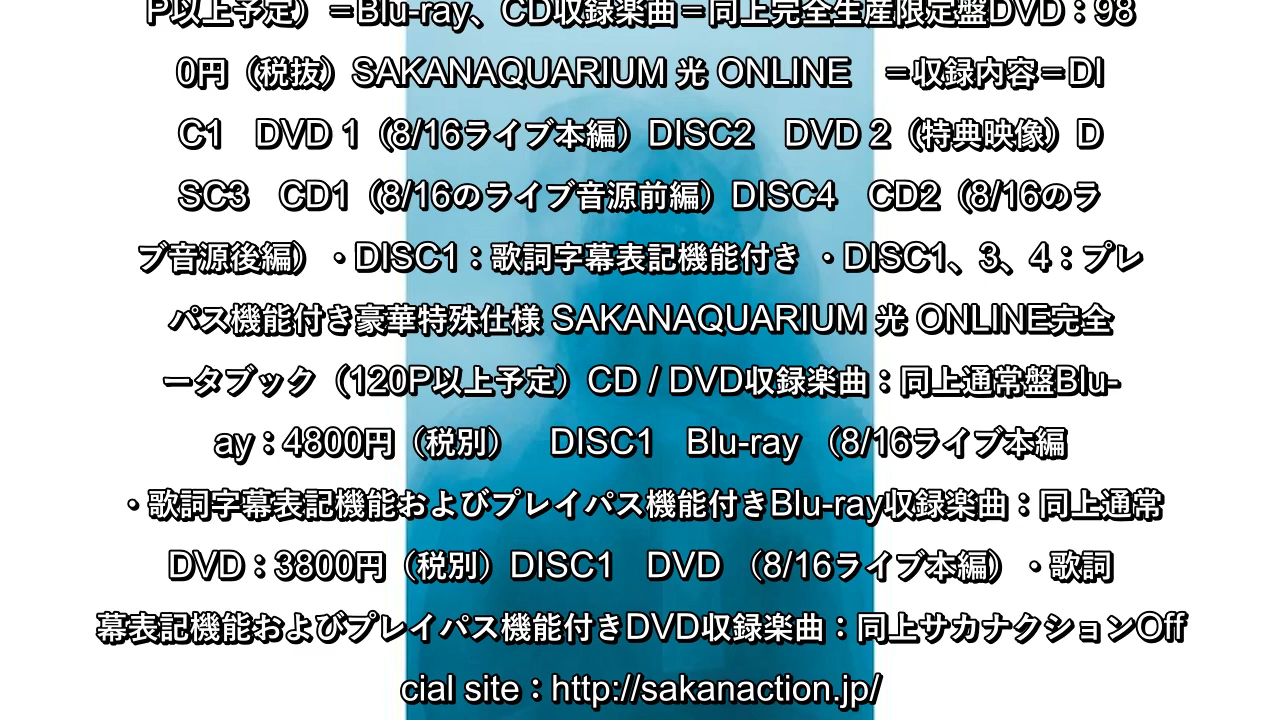 P以上予定）＝Blu-ray、CD収録楽曲＝同上完全生産限定盤DVD：98
0円（税抜）SAKANAQUARIUM 光 ONLINE　＝収録内容＝DI
C1　DVD 1（8/16ライブ本編）DISC2　DVD 2（特典映像）D
SC3　CD1（8/16のライブ音源前編）DISC4　CD2（8/16のラ
ブ音源後編）・DISC1：歌詞字幕表記機能付き ・DISC1、3、4：プレ
パス機能付き豪華特殊仕様 SAKANAQUARIUM 光 ONLINE完全
ータブック（120P以上予定）CD / DVD収録楽曲：同上通常盤Blu-
ay：4800円（税別）　DISC1　Blu-ray （8/16ライブ本編
・歌詞字幕表記機能およびプレイパス機能付きBlu-ray収録楽曲：同上通常
DVD：3800円（税別）DISC1　DVD （8/16ライブ本編）・歌詞
幕表記機能およびプレイパス機能付きDVD収録楽曲：同上サカナクションOff
cial site：http://sakanaction.jp/